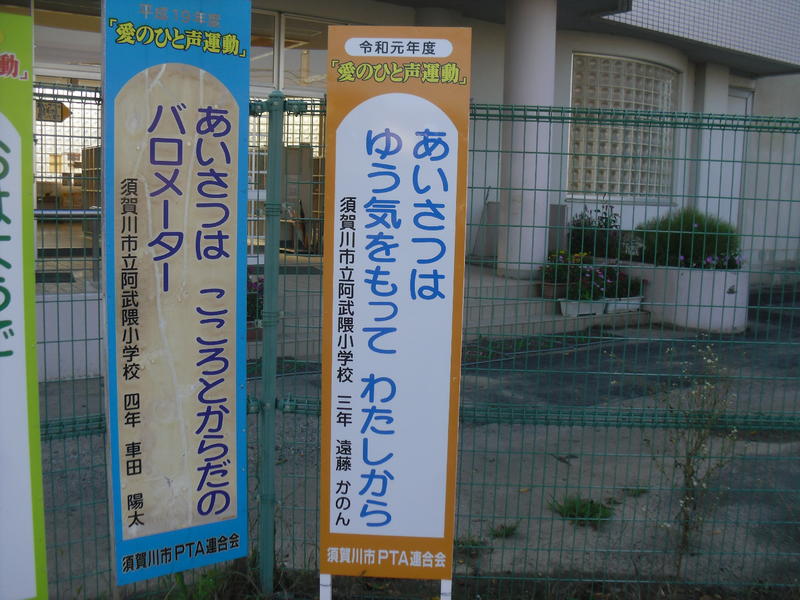 平成19年度
「愛のひと声運動」
あいさつは こころとからだの
バロメーター
須賀川市立阿武隈小学校 四年 車田 陽太
須賀川市PTA連合会
令和元年度
「愛のひと声運動」
あいさつは
ゆう気をもって わたしから
須賀川市立阿武隈小学校 三年 遠藤 かのん
須賀川市PTA連合会
動」